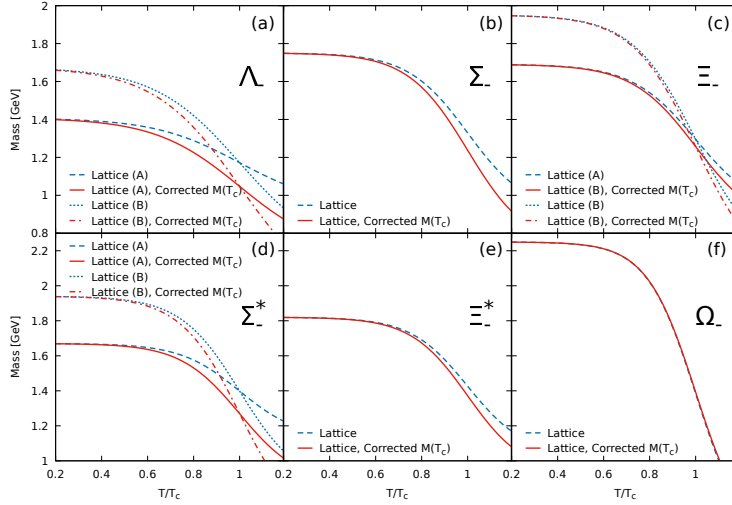 2
1.8
1.6
1.4
1.2
1
0.8
Mass [GeV]
(a)
Λ-
Lattice (A)
Lattice (A), Corrected M(Tc)
Lattice (B)
Lattice (B), Corrected M(Tc)
(b)
Σ-
Lattice
Lattice, Corrected M(Tc)
(c)
Ξ-
Lattice (A)
Lattice (B), Corrected M(Tc)
Lattice (B)
Lattice (B), Corrected M(Tc)
2.2
2
1.8
1.6
1.4
1.2
1
Mass [GeV]
(d)
Lattice (A)
Lattice (A), Corrected M(Tc)
Lattice (B)
Lattice (B), Corrected M(Tc)
Σ*-
0.2 0.4 0.6 0.8 1 1.2
T/Tc
(e)
Ξ*-
Lattice
Lattice, Corrected M(Tc)
0.4 0.6 0.8 1 1.2
T/Tc
(f)
Ω-
Lattice
Lattice, Corrected M(Tc)
0.4 0.6 0.8 1
T/Tc